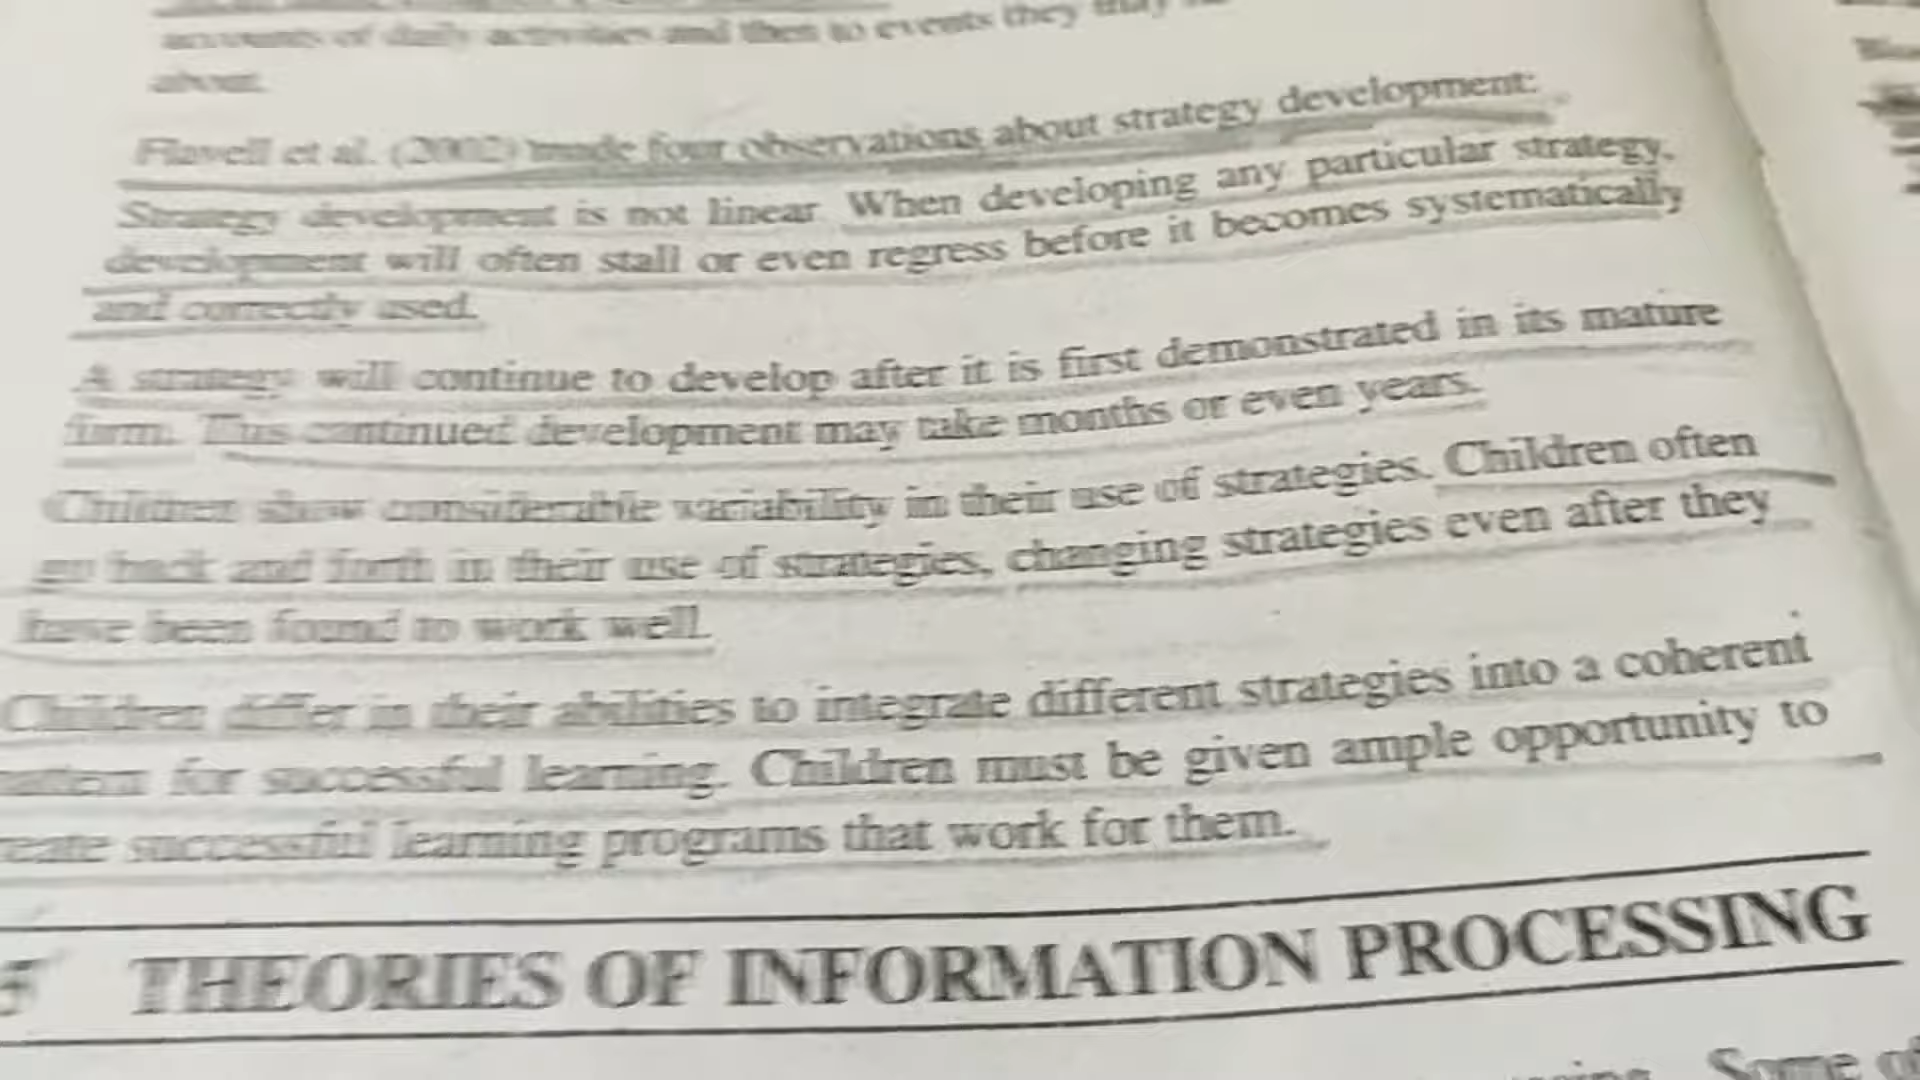 accounts of daily activities and then to events they may
about.
Flavell et al. (2002) made four observations about strategy development:
Strategy development is not linear When developing any particular strategy,
development will often stall or even regress before it becomes systematically
and correctly used.
A strategy will continue to develop after it is first demonstrated in its mature
form. This continued development may take months or even years.
Children show considerable variability in their use of strategies. Children often
go back and forth in their use of strategies, changing strategies even after they
have been found to work well.
Children differ in their abilities to integrate different strategies into a coherent
pattern for successful learning. Children must be given ample opportunity to
create successful learning programs that work for them.
5 THEORIES OF INFORMATION PROCESSING
Some of